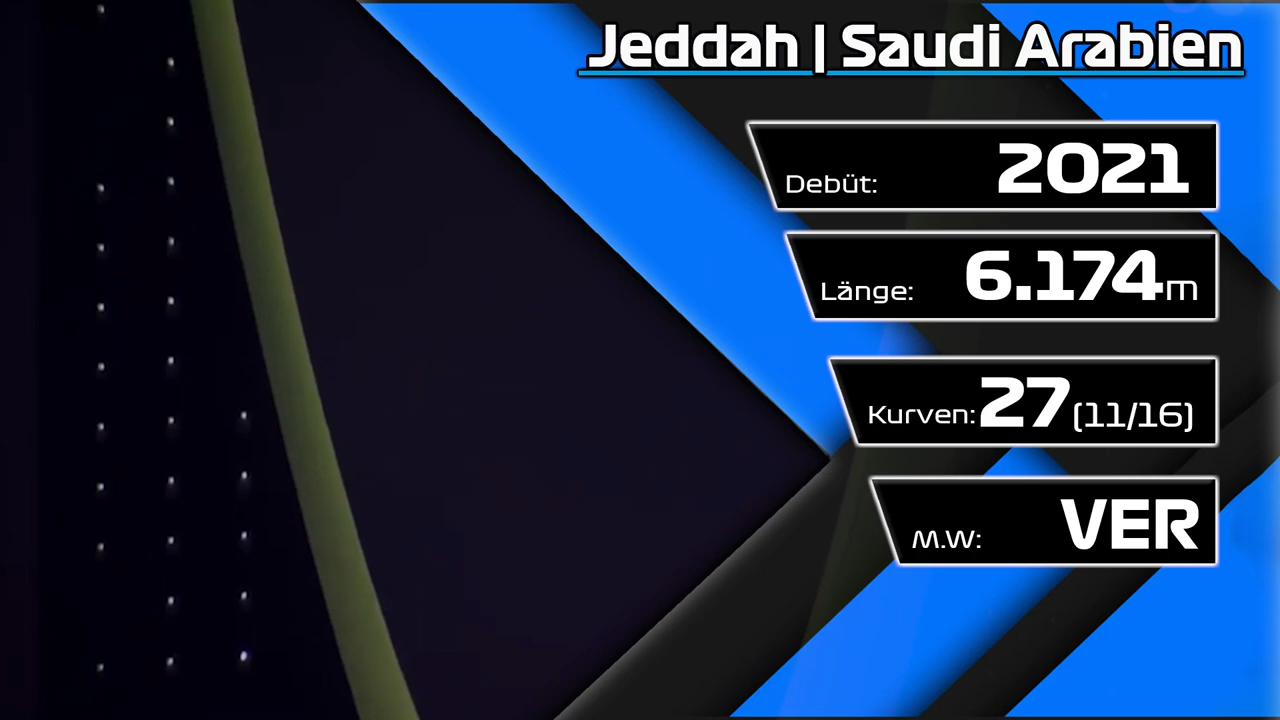 Jeddah | Saudi Arabien
Debüt: 2021
Länge: 6.174m
Kurven: 27 (11/16)
M.W: VER